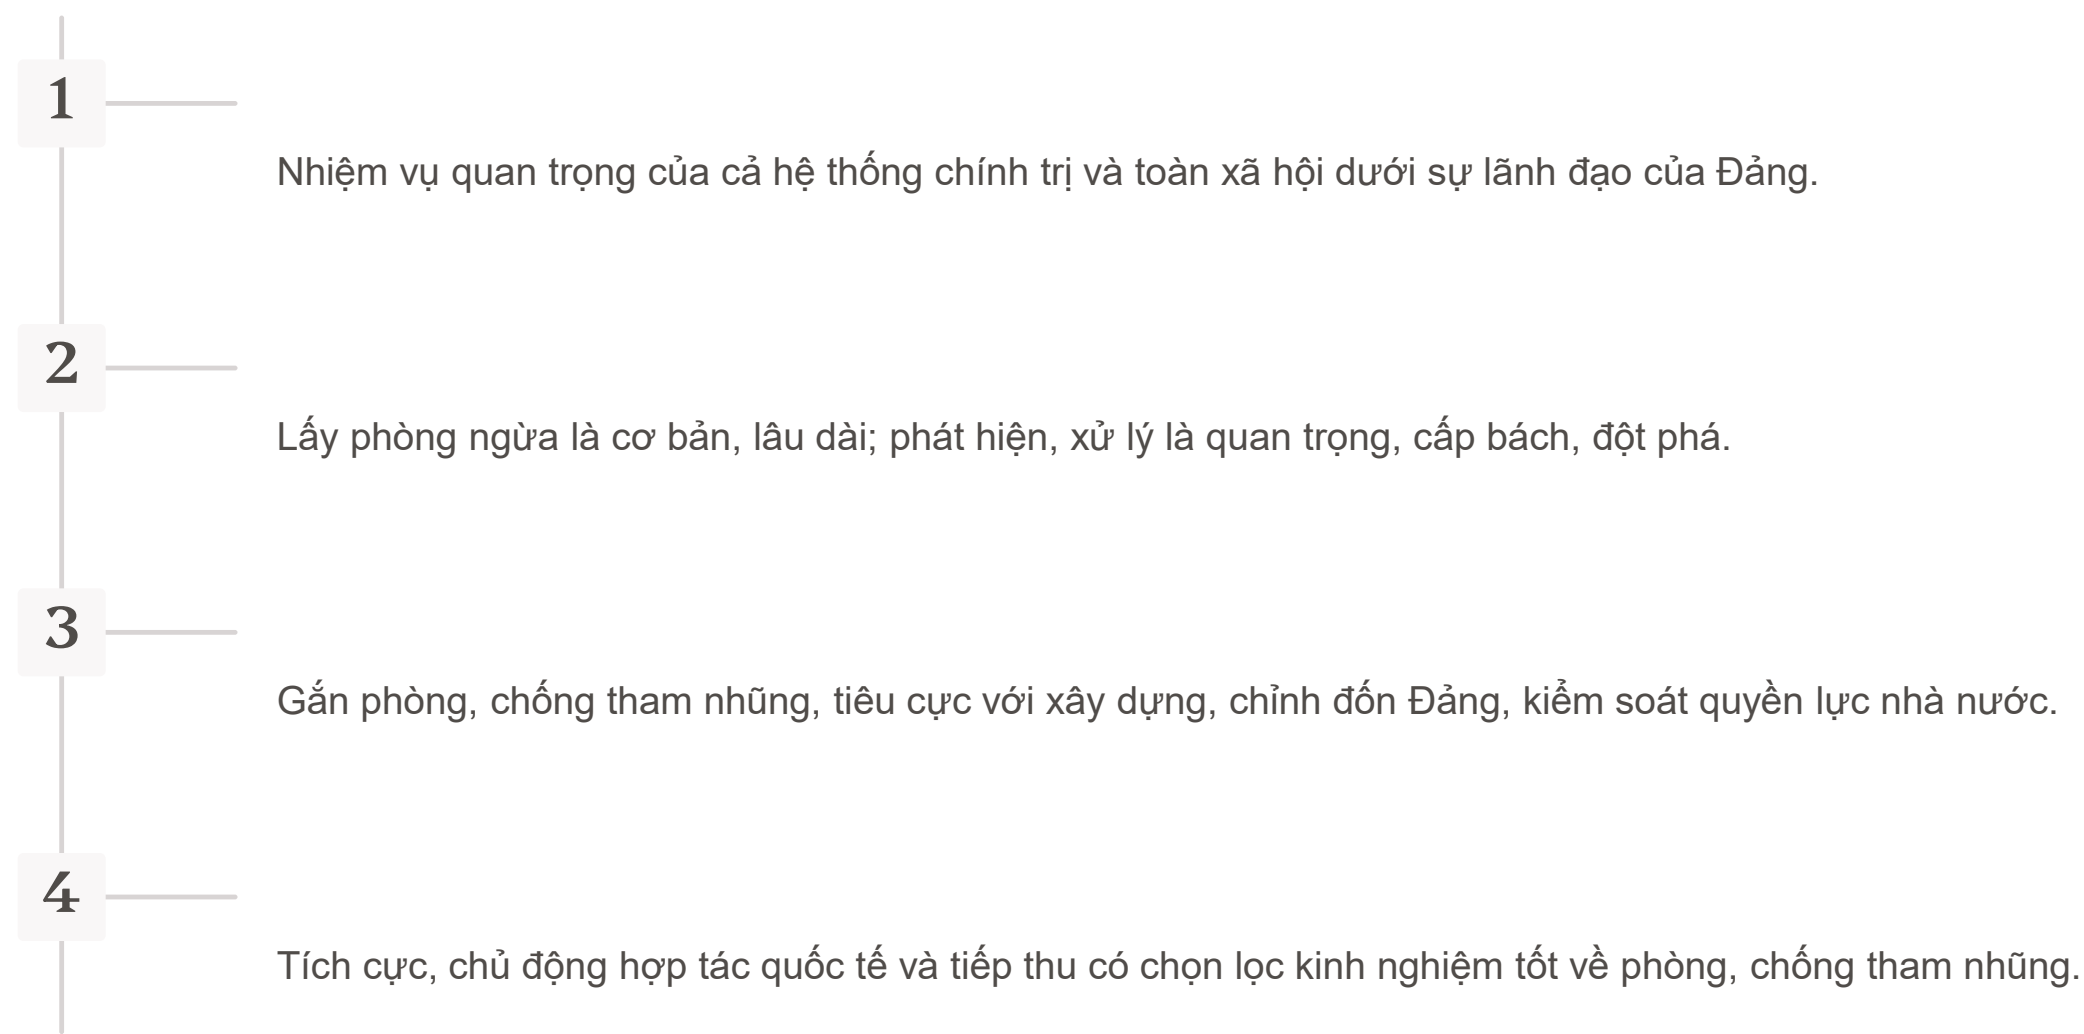 1
Nhiệm vụ quan trọng của cả hệ thống chính trị và toàn xã hội dưới sự lãnh đạo của Đảng.
2
Lấy phòng ngừa là cơ bản, lâu dài; phát hiện, xử lý là quan trọng, cấp bách, đột phá.
3
Gắn phòng, chống tham nhũng, tiêu cực với xây dựng, chỉnh đốn Đảng, kiểm soát quyền lực nhà nước.
4
Tích cực, chủ động hợp tác quốc tế và tiếp thu có chọn lọc kinh nghiệm tốt về phòng, chống tham nhũng.